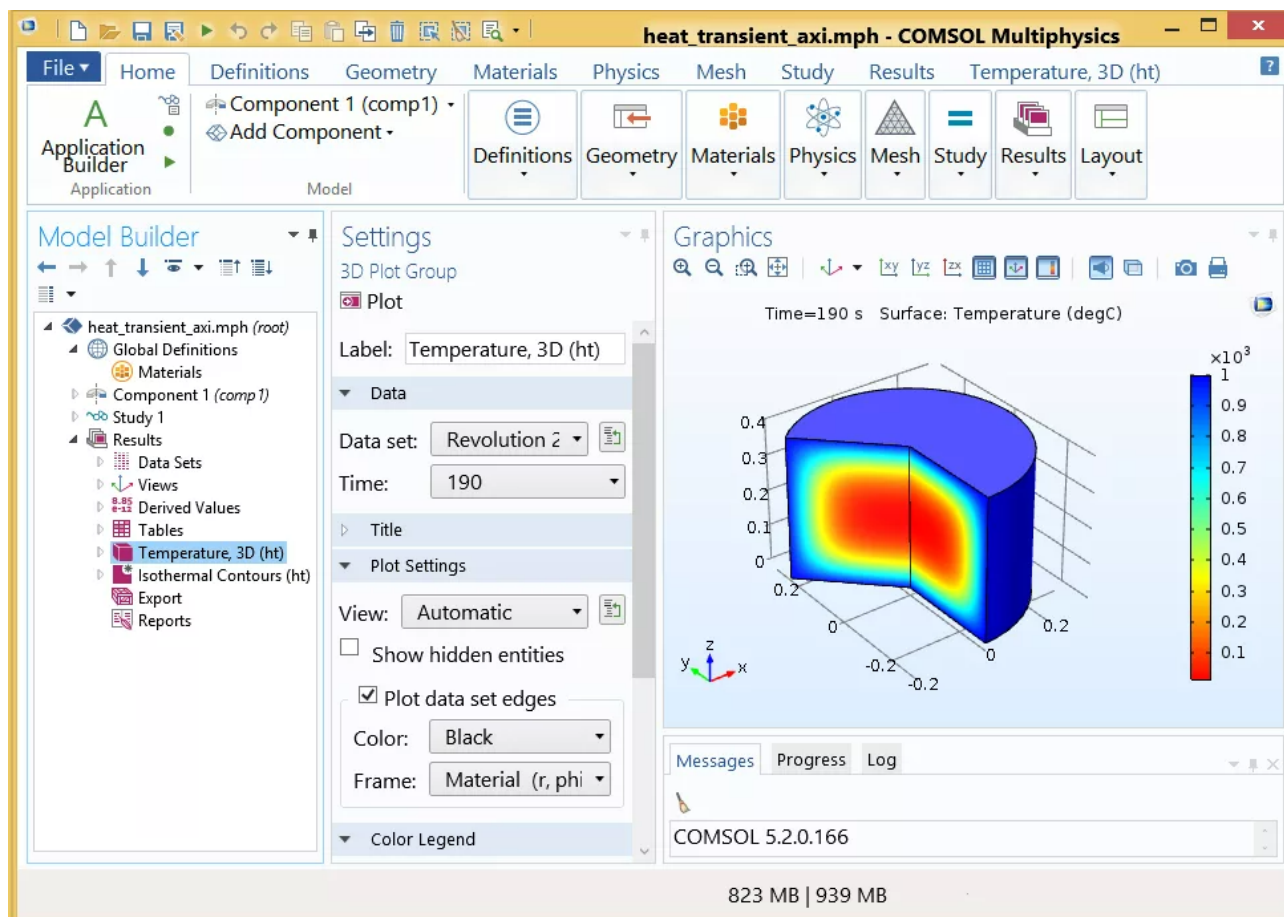 heat_transient_axi.mph - COMSOL Multiphysics
File Home Definitions Geometry Materials Physics Mesh Study Results Temperature, 3D (ht) ?
A
Application
Builder
Application
Component 1 (comp1)
Add Component
Model
Definitions Geometry Materials Physics Mesh Study Results Layout
Model Builder
heat_transient_axi.mph (root)
Global Definitions
Materials
Component 1 (comp1)
Study 1
Results
Data Sets
Views
8.85
e-12 Derived Values
Tables
Temperature, 3D (ht)
Isothermal Contours (ht)
Export
Reports
Settings
3D Plot Group
Plot
Label: Temperature, 3D (ht)
Data
Data set: Revolution 2
Time: 190
Title
Plot Settings
View: Automatic
Show hidden entities
Plot data set edges
Color: Black
Frame: Material (r, phi
Color Legend
Graphics
xy yz zx
Time=190 s Surface: Temperature (degC)
×10³
1
0.9
0.8
0.7
0.6
0.5
0.4
0.3
0.2
0.1
0.4
0.3
0.2
0.1
0
0.2
0
-0.2
-0.2
0
0.2
z
y
x
Messages Progress Log
COMSOL 5.2.0.166
823 MB | 939 MB